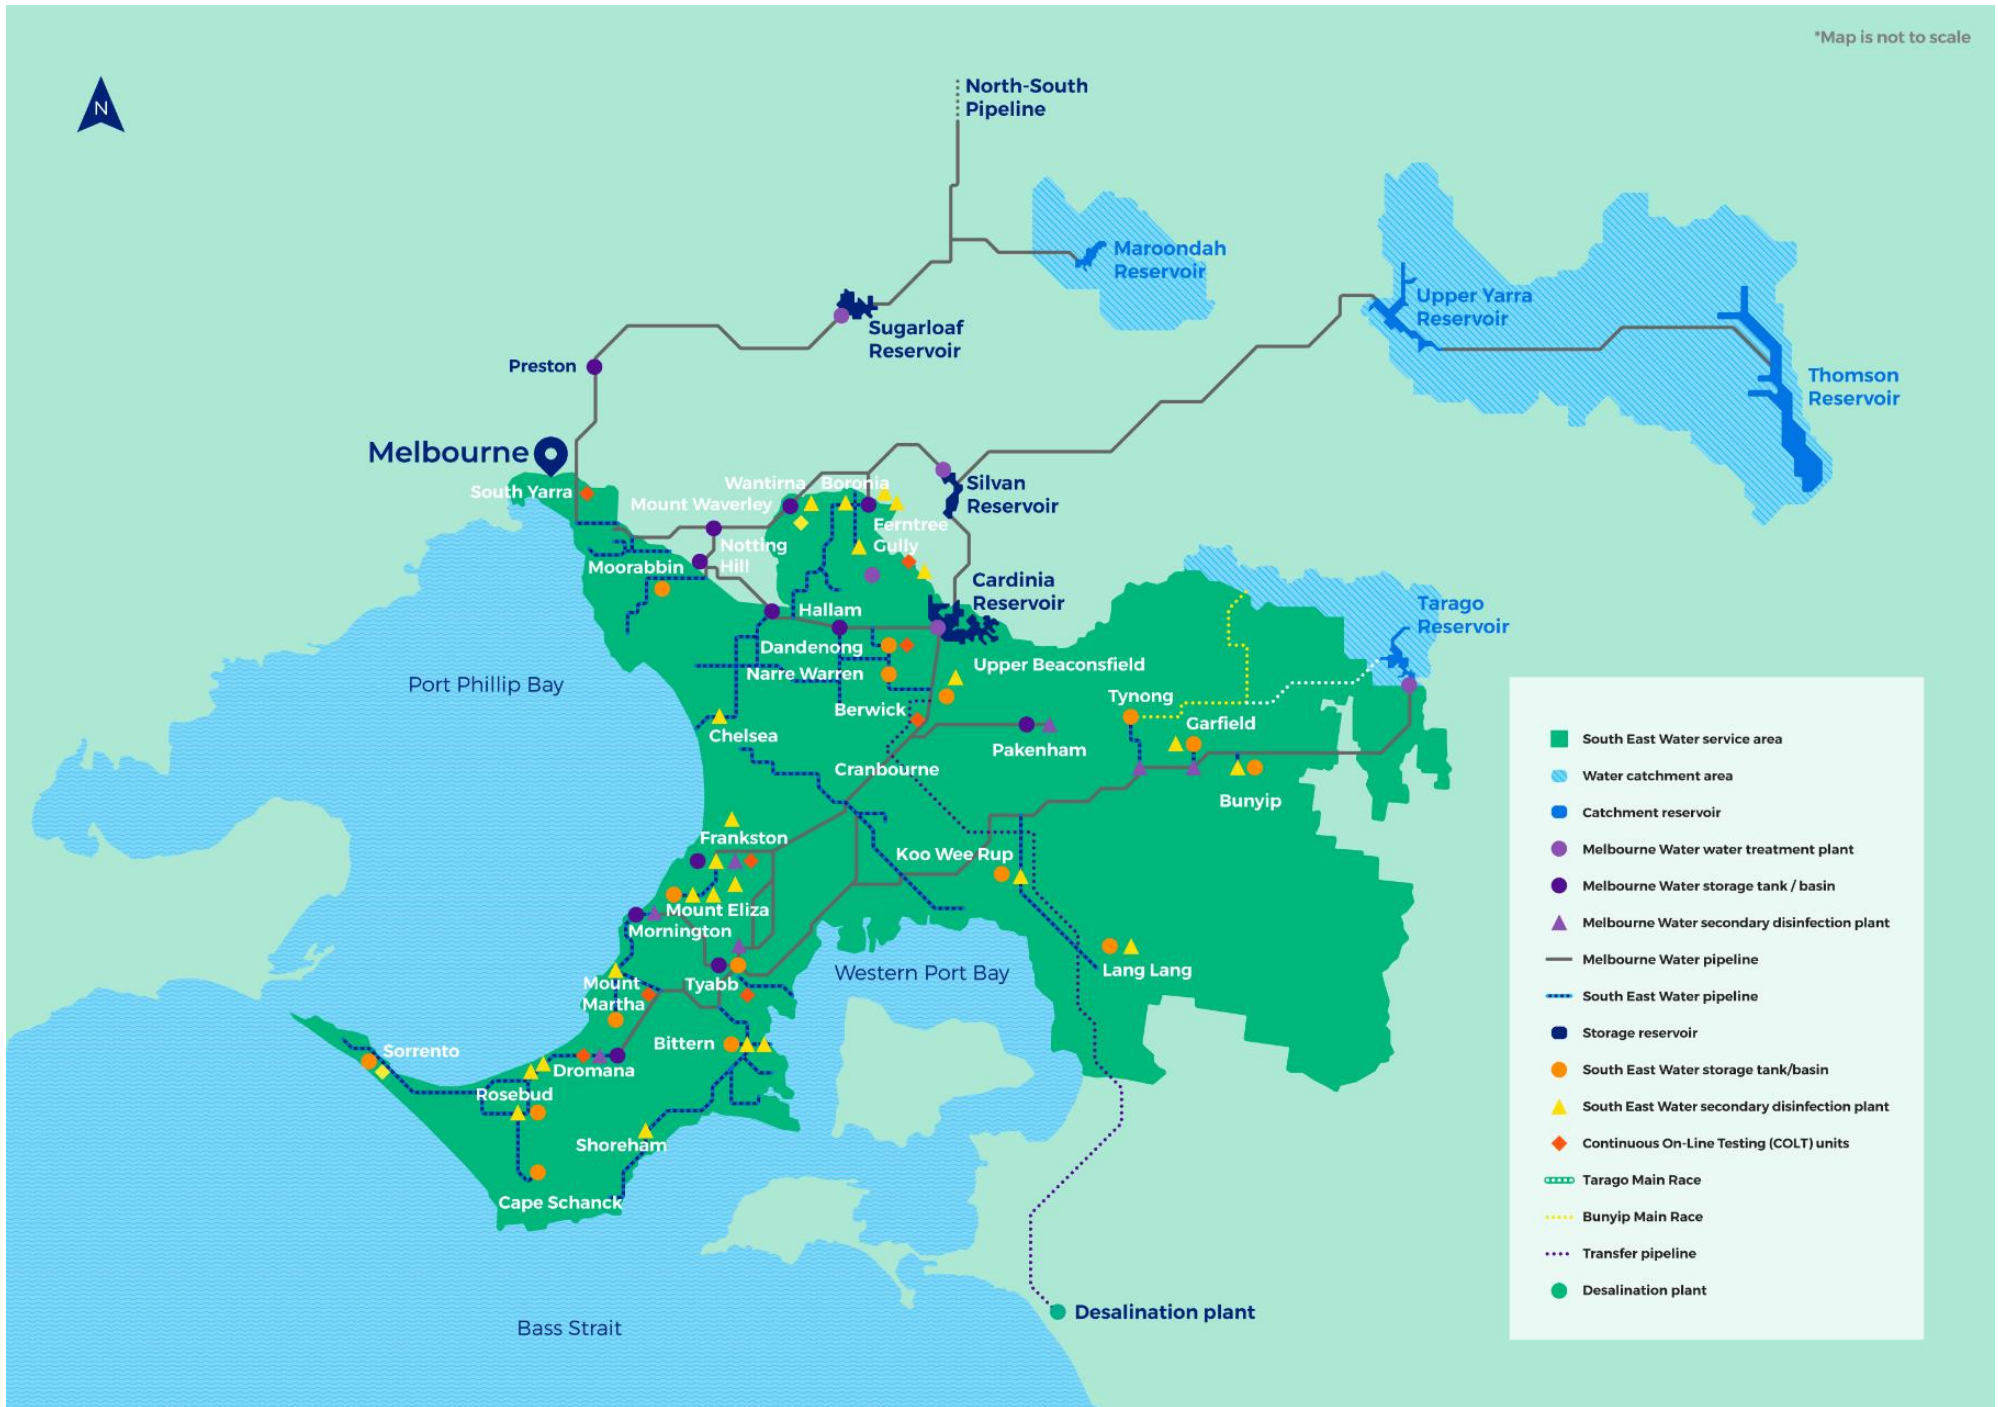 *Map is not to scale
N
North-South
Pipeline
Maroondah
Reservoir
Upper Yarra
Reservoir
Sugarloaf
Reservoir
Preston
Thomson
Reservoir
Melbourne
South Yarra
Wantirna
Boronia
Mount Waverley
Silvan
Reservoir
Ferntree
Gully
Notting
Hill
Moorabbin
Cardinia
Reservoir
Hallam
Tarago
Reservoir
Dandenong
Narre Warren
Upper Beaconsfield
Port Phillip Bay
Berwick
Tynong
Garfield
Chelsea
Pakenham
Cranbourne
Bunyip
Frankston
Koo Wee Rup
Mount Eliza
Mornington
Western Port Bay
Lang Lang
Mount
Martha
Tyabb
Bittern
Sorrento
Dromana
Rosebud
Shoreham
Cape Schanck
Desalination plant
Bass Strait
South East Water service area
Water catchment area
Catchment reservoir
Melbourne Water water treatment plant
Melbourne Water storage tank / basin
Melbourne Water secondary disinfection plant
Melbourne Water pipeline
South East Water pipeline
Storage reservoir
South East Water storage tank/basin
South East Water secondary disinfection plant
Continuous On-Line Testing (COLT) units
Tarago Main Race
Bunyip Main Race
Transfer pipeline
Desalination plant